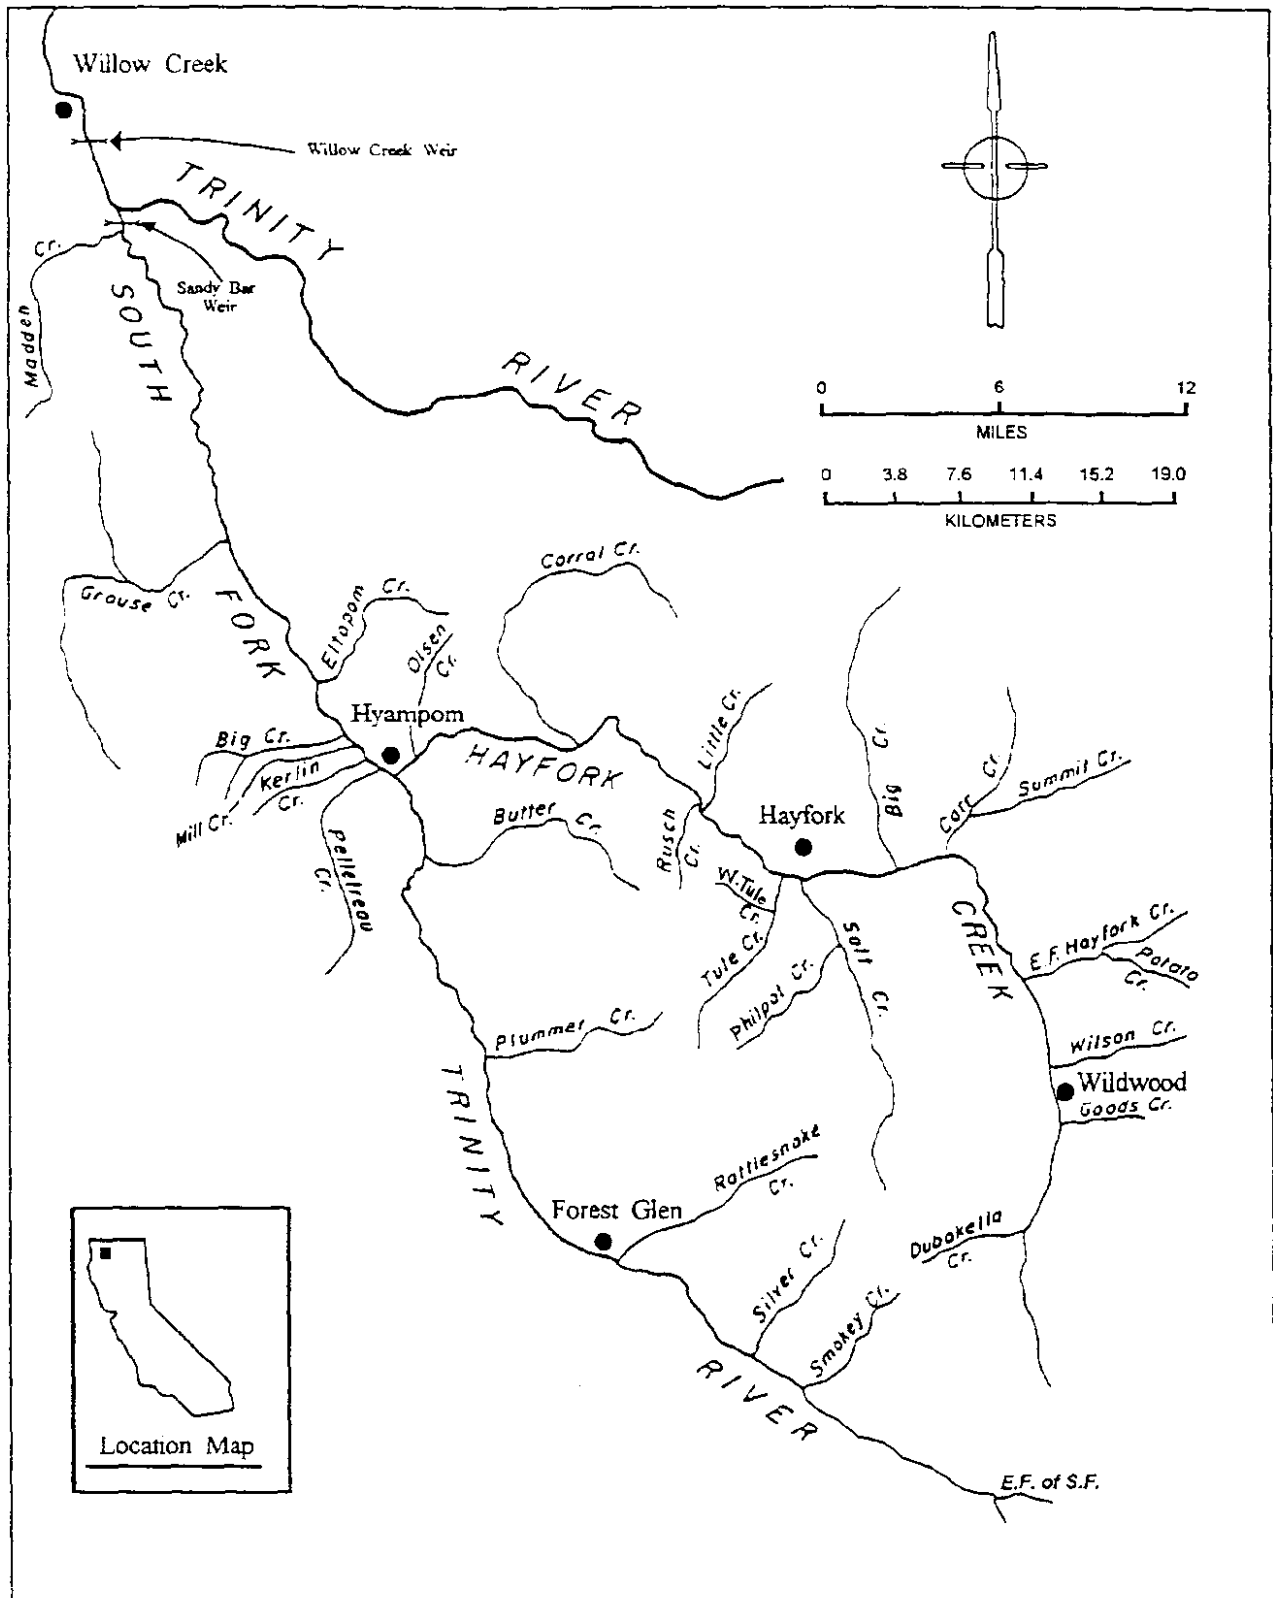 Willow Creek
Willow Creek Weir
TRINITY
Cr.
Madden
Sandy Bar
Weir
SOUTH
RIVER
0 6 12
MILES
0 3.8 7.6 11.4 15.2 19.0
KILOMETERS
Corral Cr.
Grouse Cr.
FORK
Eltapom Cr.
Olsen
Cr.
Hyampom
Big Cr.
Kerlin
Cr.
Mill Cr.
HAYFORK
Little Cr.
Big Cr.
Carr Cr.
Summit Cr.
Pelletreau
Cr.
Butter Cr.
Rusch
Cr.
Hayfork
W.Tule
Cr.
Tule Cr.
Philpot Cr.
Salt Cr.
CREEK
E.F. Hayfork Cr.
Potato
Cr.
Wilson Cr.
Wildwood
Goods Cr.
Plummer Cr.
TRINITY
Rattlesnake
Cr.
Forest Glen
Dubakella
Cr.
Silver Cr.
Smokey Cr.
RIVER
E.F. of S.F.
Location Map